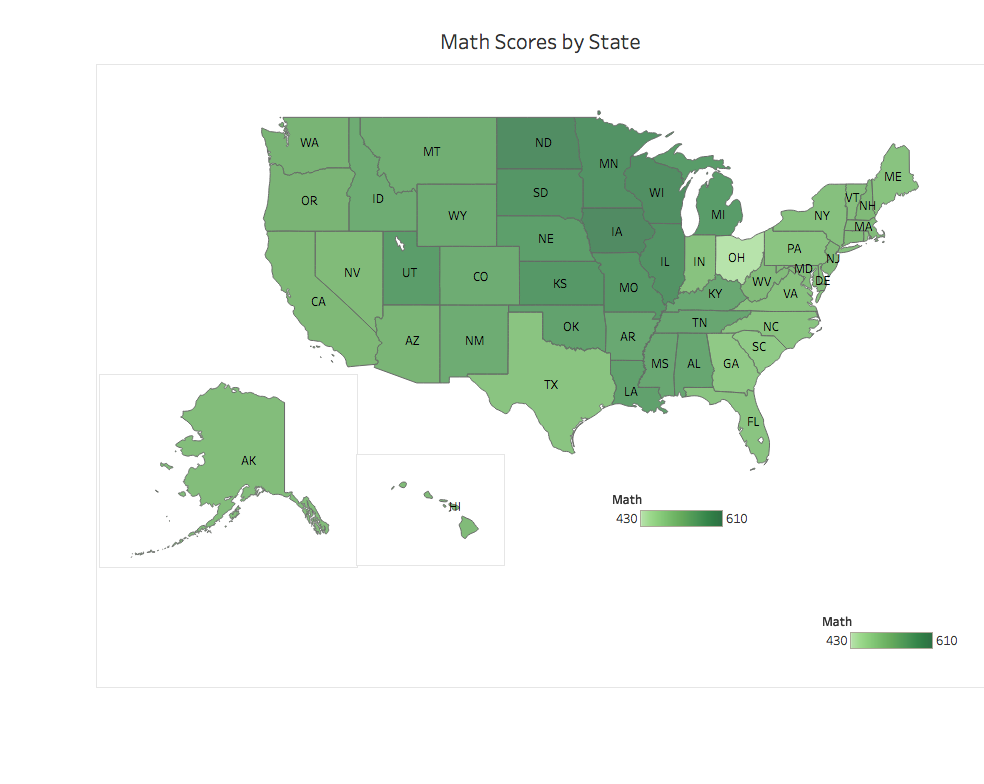 Math Scores by State
WA
MT
ND
MN
ME
OR
ID
WY
SD
WI
MI
VT
NH
NY
MA
NV
UT
CO
NE
IA
IL
IN
OH
PA
NJ
MD
DE
WV
VA
CA
KS
MO
KY
AZ
NM
OK
AR
TN
NC
SC
TX
LA
MS
AL
GA
FL
AK
HI
Math
430 610
Math
430 610